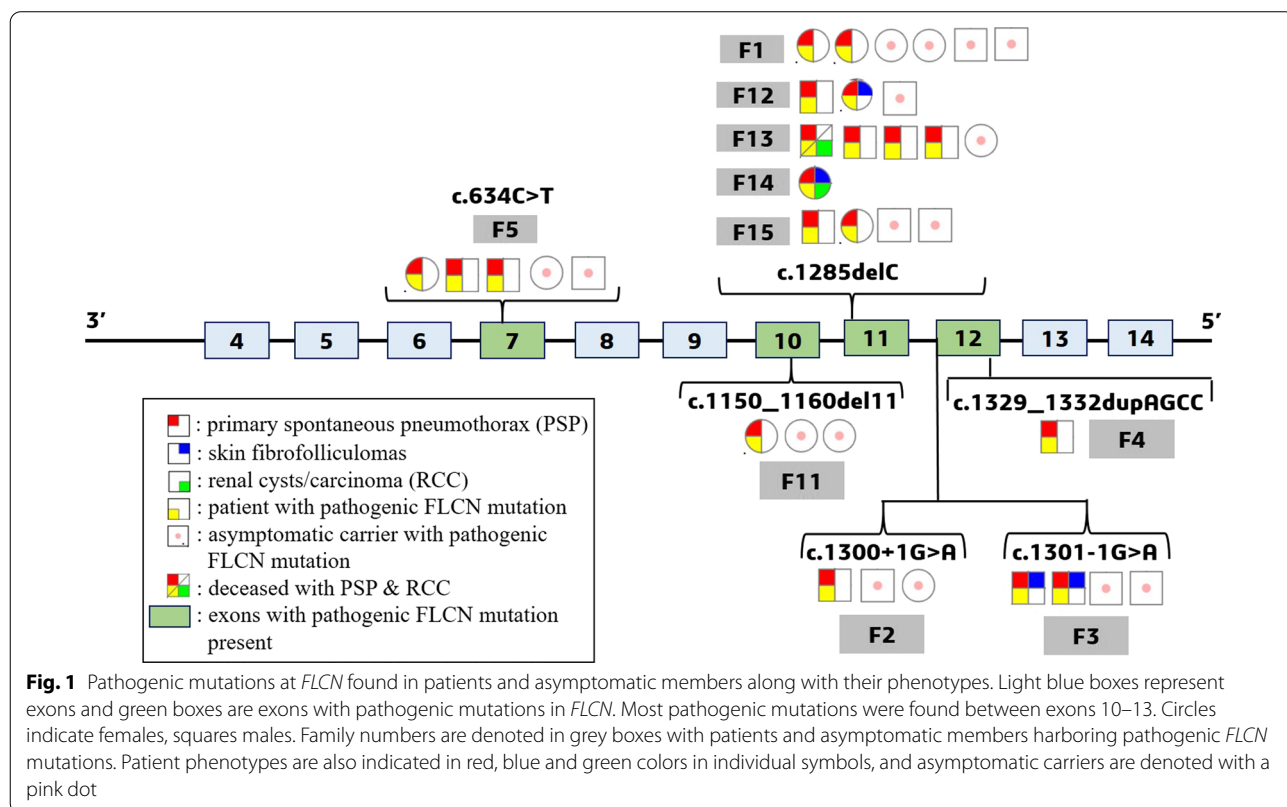 F1
F12
F13
F14
F15
c.1285delC
c.634C>T
F5
3’
5’
4
5
6
7
8
9
10
11
12
13
14
c.1150_1160del11
F11
c.1329_1332dupAGCC
F4
c.1300+1G>A
F2
c.1301-1G>A
F3
: primary spontaneous pneumothorax (PSP)
: skin fibrofolliculomas
: renal cysts/carcinoma (RCC)
: patient with pathogenic FLCN mutation
: asymptomatic carrier with pathogenic
FLCN mutation
: deceased with PSP & RCC
: exons with pathogenic FLCN mutation
present
Fig. 1 Pathogenic mutations at FLCN found in patients and asymptomatic members along with their phenotypes. Light blue boxes represent
exons and green boxes are exons with pathogenic mutations in FLCN. Most pathogenic mutations were found between exons 10–13. Circles
indicate females, squares males. Family numbers are denoted in grey boxes with patients and asymptomatic members harboring pathogenic FLCN
mutations. Patient phenotypes are also indicated in red, blue and green colors in individual symbols, and asymptomatic carriers are denoted with a
pink dot